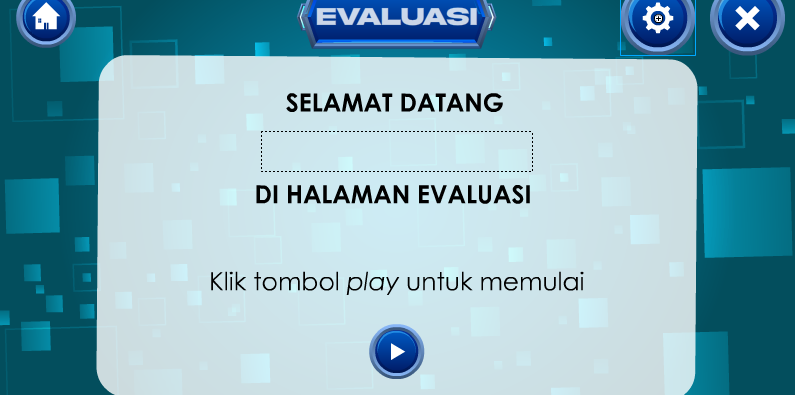 EVALUASI
SELAMAT DATANG
DI HALAMAN EVALUASI
Klik tombol play untuk memulai